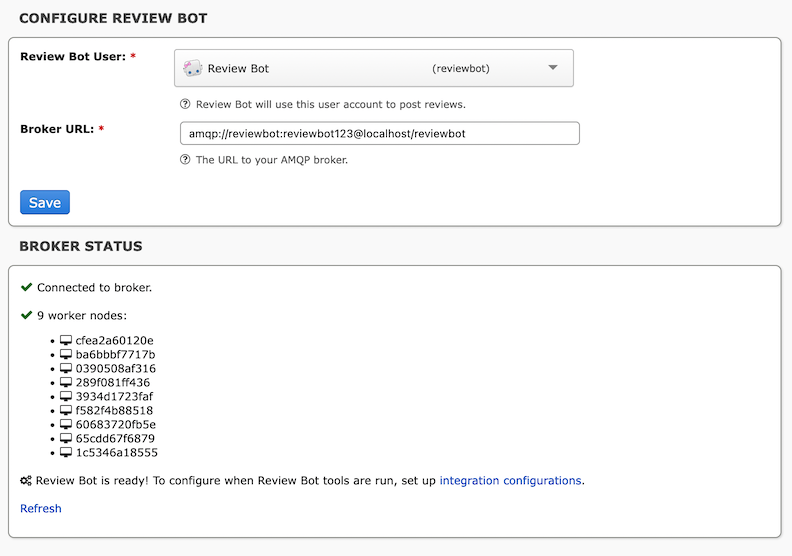 CONFIGURE REVIEW BOT
Review Bot User: *
Review Bot (reviewbot)
Review Bot will use this user account to post reviews.
Broker URL: *
amqp://reviewbot:reviewbot123@localhost/reviewbot
The URL to your AMQP broker.
Save
BROKER STATUS
Connected to broker.
9 worker nodes:
cfea2a60120e
ba6bbbf7717b
0390508af316
289f081ff436
3934d1723faf
f582f4b88518
60683720fb5e
65cdd67f6879
1c5346a18555
Review Bot is ready! To configure when Review Bot tools are run, set up integration configurations.
Refresh